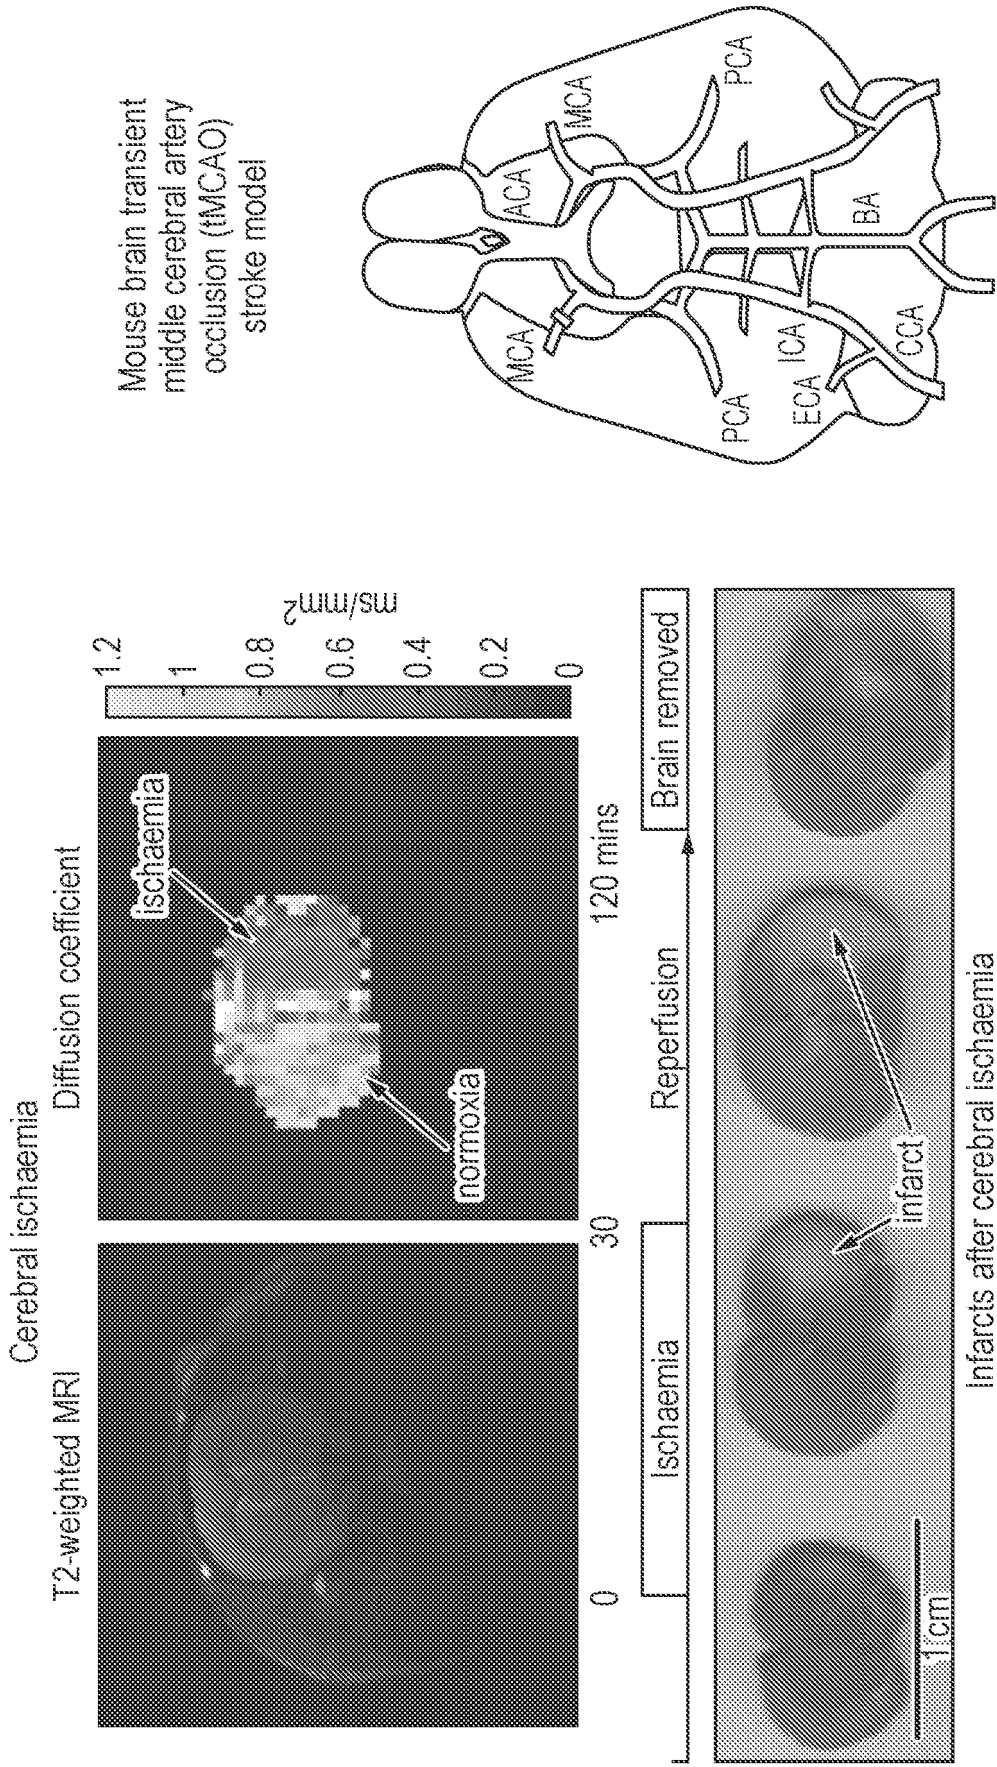 Cerebral ischaemia
T2-weighted MRI
Diffusion coefficient
ischaemia
normoxia
1.2
1
0.8
0.6
0.4
0.2
0
ms/mm²
0
30
120 mins
Ischaemia
Reperfusion
Brain removed
1cm
infarct
Infarcts after cerebral ischaemia
Mouse brain transient
middle cerebral artery
occlusion (tMCAO)
stroke model
MCA
ACA
MCA
PCA
PCA
ICA
ECA
BA
CCA